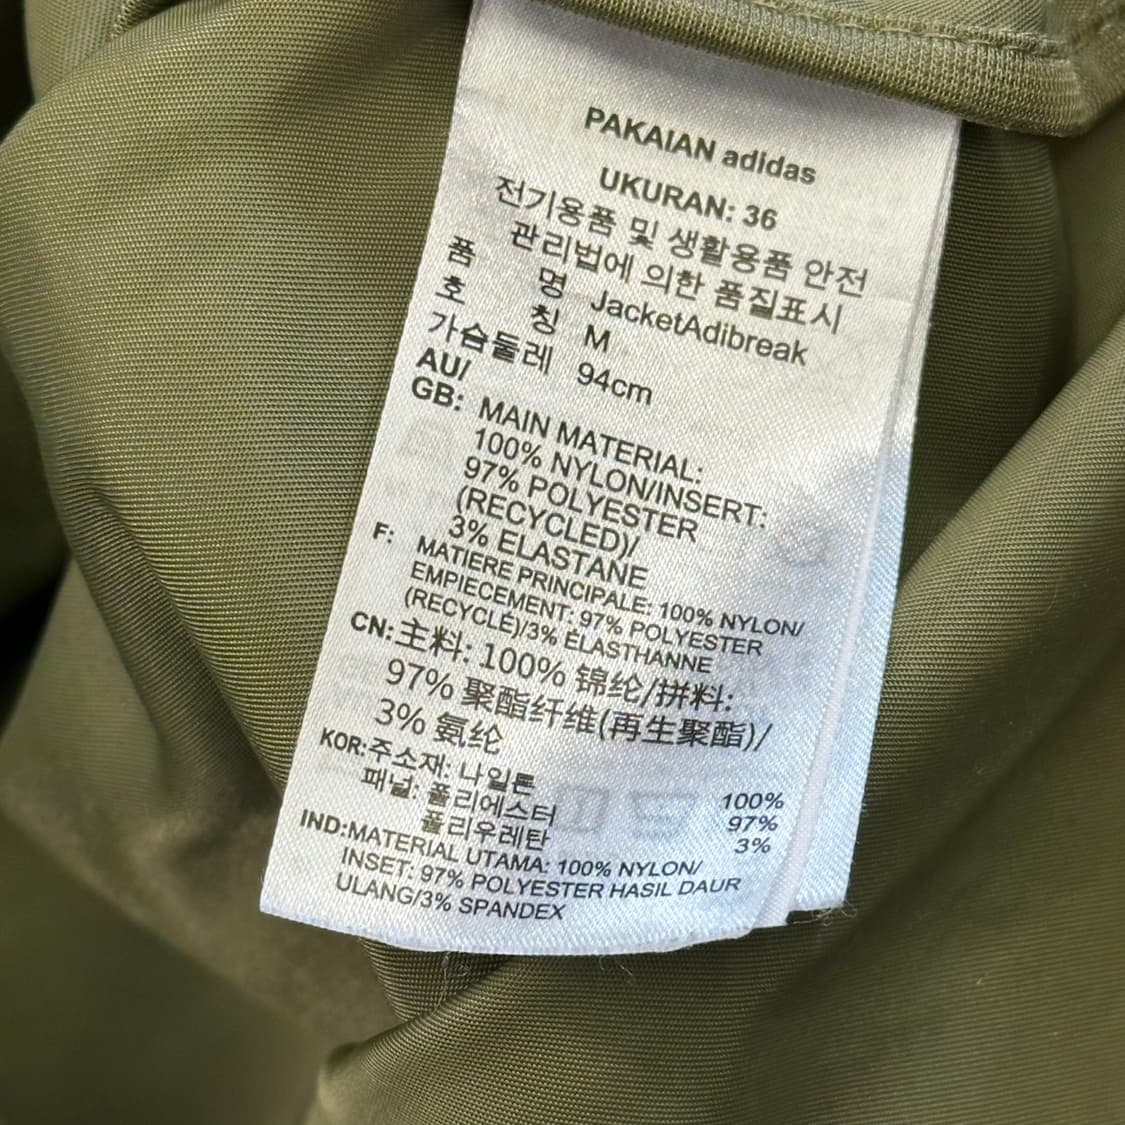 PAKAIAN adidas
UKURAN: 36
전기용품 및 생활용품 안전
관리법에 의한 품질표시
품 명 JacketAdibreak
호 칭 M
가슴둘레 94cm
AU/
GB: MAIN MATERIAL:
100% NYLON/INSERT:
97% POLYESTER
(RECYCLED)/
3% ELASTANE
F: MATIERE PRINCIPALE: 100% NYLON/
EMPIECEMENT: 97% POLYESTER
(RECYCLÉ)/3% ÉLASTHANNE
CN: 主料: 100% 锦纶/拼料:
97% 聚酯纤维(再生聚酯)/
3% 氨纶
KOR:주소재: 나일론 100%
패널: 폴리에스터 97%
폴리우레탄 3%
IND:MATERIAL UTAMA: 100% NYLON/
INSET: 97% POLYESTER HASIL DAUR
ULANG/3% SPANDEX